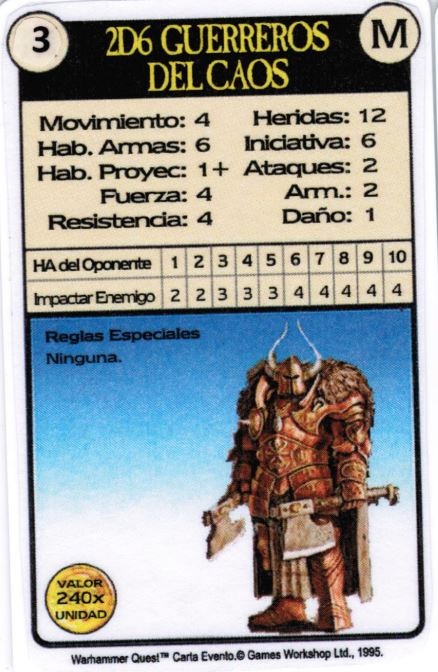 3
2D6 GUERREROS
DEL CAOS
M
Movimiento: 4 Heridas: 12
Hab. Armas: 6 Iniciativa: 6
Hab. Proyec: 1+ Ataques: 2
Fuerza: 4 Arm.: 2
Resistencia: 4 Daño: 1
HA del Oponente 1 2 3 4 5 6 7 8 9 10
Impactar Enemigo 2 2 3 3 3 4 4 4 4 4
Reglas Especiales
Ninguna.
VALOR
240x
UNIDAD
Warhammer Quest™ Carta Evento.© Games Workshop Ltd., 1995.